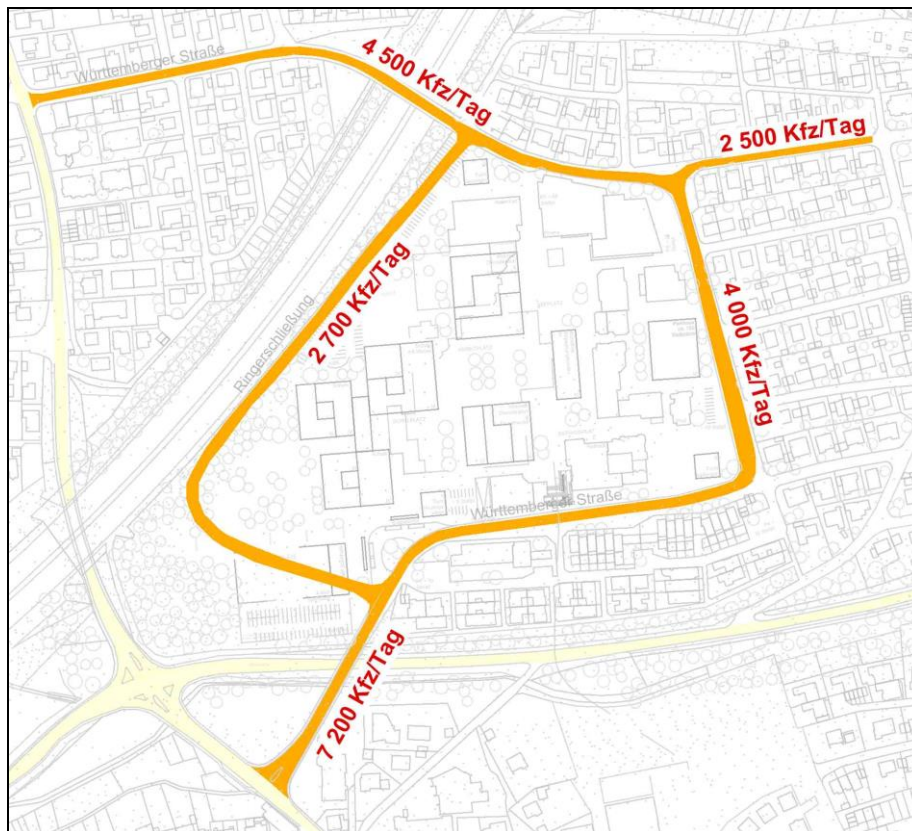 Württemberger Straße
4 500 Kfz/Tag
2 500 Kfz/Tag
2 700 Kfz/Tag
Ringerschließung
4 000 Kfz/Tag
Württemberger Straße
7 200 Kfz/Tag